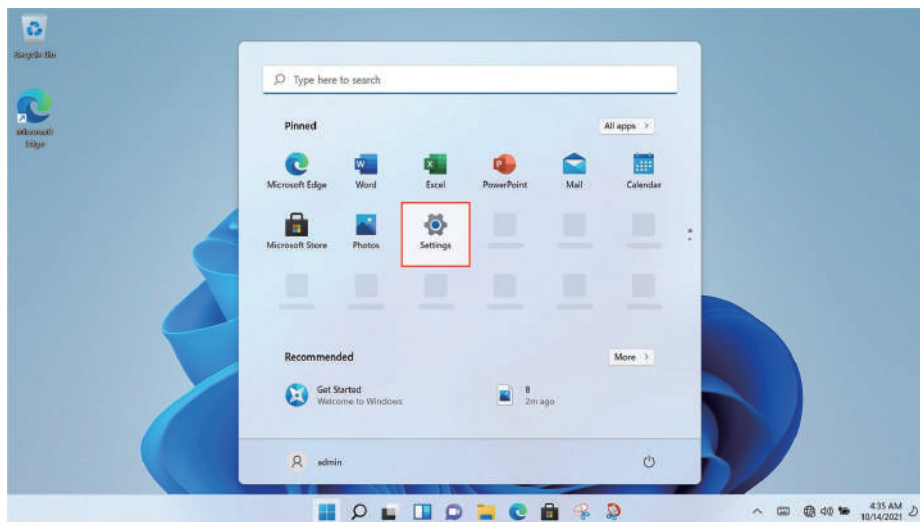 Recycle Bin
Microsoft
Edge
Type here to search
Pinned
All apps
Microsoft Edge
Word
Excel
PowerPoint
Mail
Calendar
Microsoft Store
Photos
Settings
Recommended
More
Get Started
Welcome to Windows
8
2m ago
admin
4:35 AM
10/14/2021